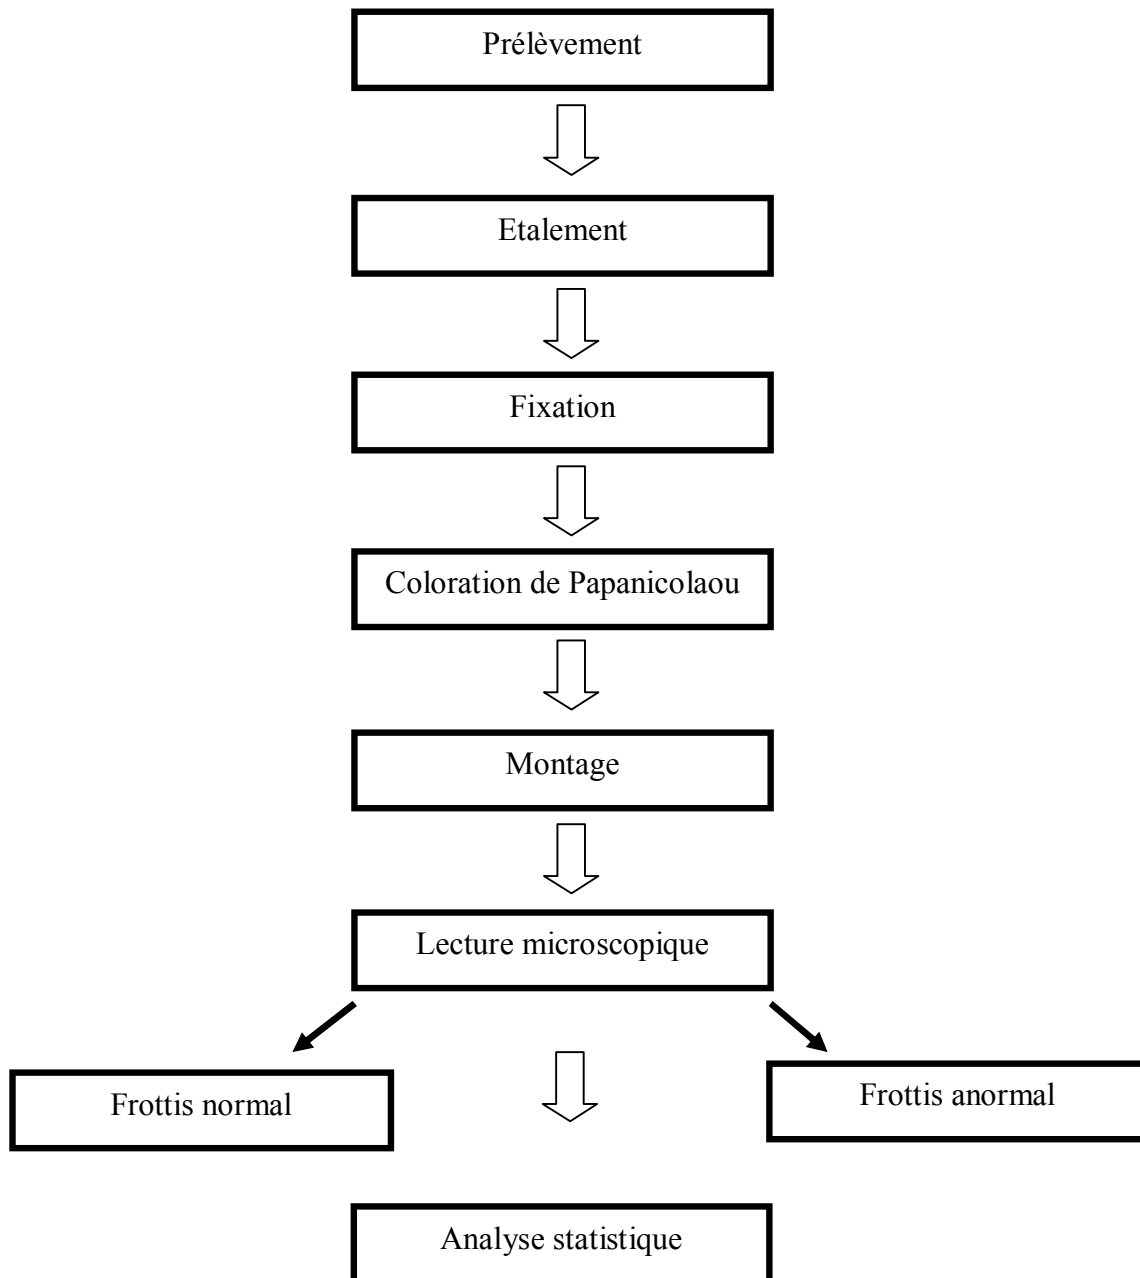 Prélèvement
Etalement
Fixation
Coloration de Papanicolaou
Montage
Lecture microscopique
Frottis normal
Frottis anormal
Analyse statistique